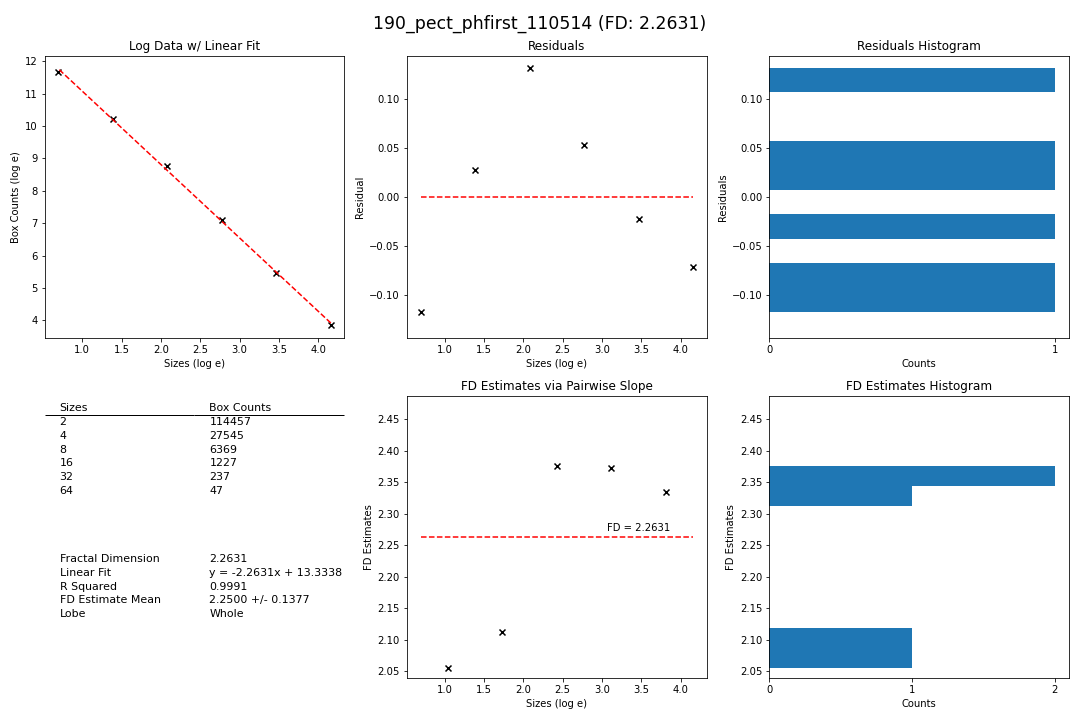 190_pect_phfirst_110514 (FD: 2.2631)
Log Data w/ Linear Fit
12
11
10
9
8
7
6
5
4
Box Counts (log e)
1.0 1.5 2.0 2.5 3.0 3.5 4.0
Sizes (log e)
Residuals
0.10
0.05
0.00
−0.05
−0.10
Residual
1.0 1.5 2.0 2.5 3.0 3.5 4.0
Sizes (log e)
Residuals Histogram
0.10
0.05
0.00
−0.05
−0.10
Residuals
0 1
Counts
Sizes Box Counts
2 114457
4 27545
8 6369
16 1227
32 237
64 47
Fractal Dimension 2.2631
Linear Fit y = -2.2631x + 13.3338
R Squared 0.9991
FD Estimate Mean 2.2500 +/- 0.1377
Lobe Whole
FD Estimates via Pairwise Slope
2.45
2.40
2.35
2.30
2.25
2.20
2.15
2.10
2.05
FD Estimates
FD = 2.2631
1.0 1.5 2.0 2.5 3.0 3.5 4.0
Sizes (log e)
FD Estimates Histogram
2.45
2.40
2.35
2.30
2.25
2.20
2.15
2.10
2.05
FD Estimates
0 1 2
Counts